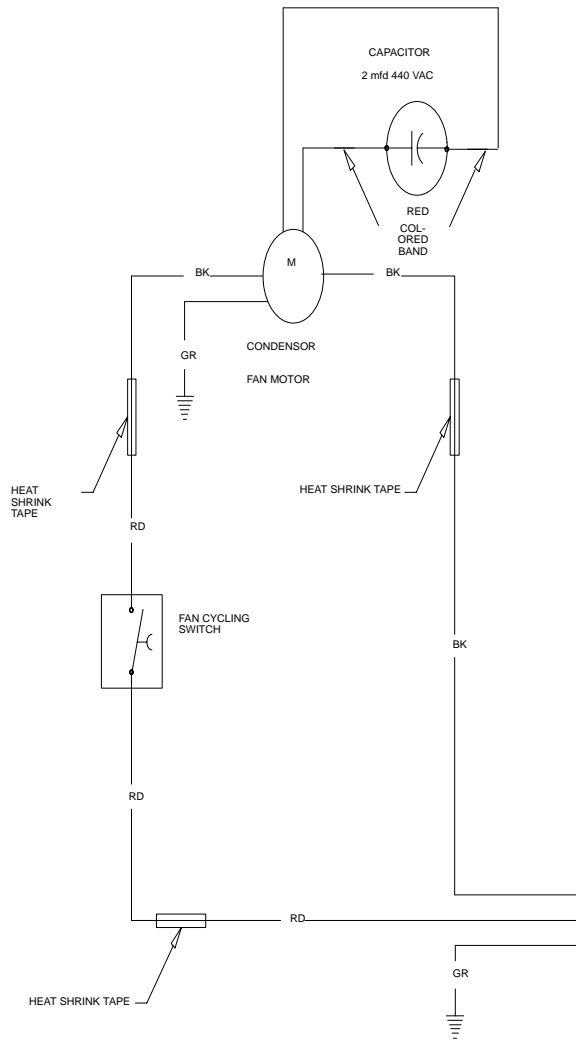 CAPACITOR
2 mfd 440 VAC
RED
COL-
ORED
BAND
M
BK
BK
GR
CONDENSOR
FAN MOTOR
HEAT
SHRINK
TAPE
HEAT SHRINK TAPE
RD
FAN CYCLING
SWITCH
BK
RD
RD
GR
HEAT SHRINK TAPE